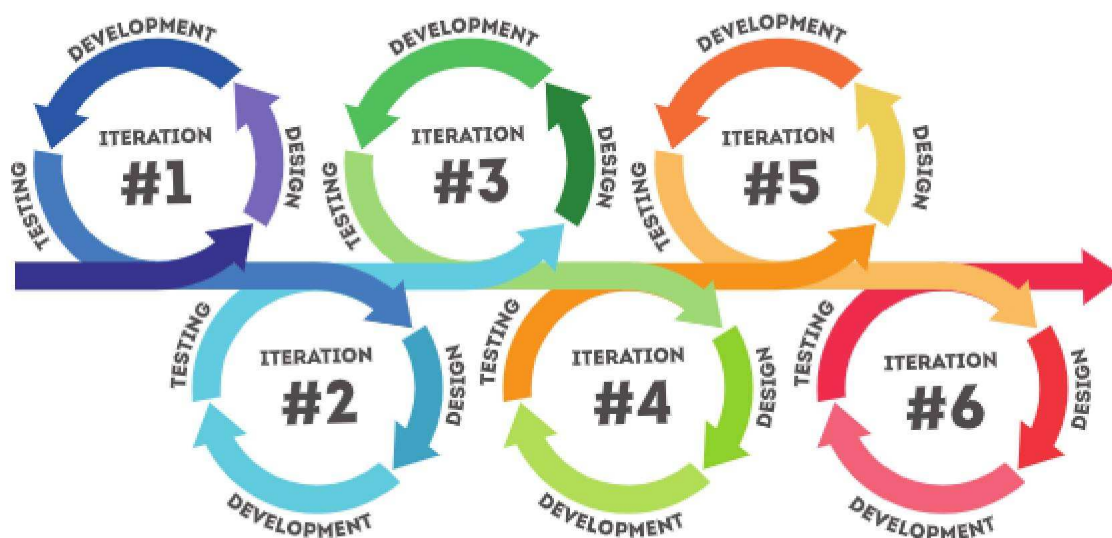 DEVELOPMENT
ITERATION
#1
DESIGN
TESTING
DEVELOPMENT
ITERATION
#3
DESIGN
TESTING
DEVELOPMENT
ITERATION
#5
DESIGN
TESTING
TESTING
ITERATION
#2
DESIGN
DEVELOPMENT
TESTING
ITERATION
#4
DESIGN
DEVELOPMENT
TESTING
ITERATION
#6
DESIGN
DEVELOPMENT